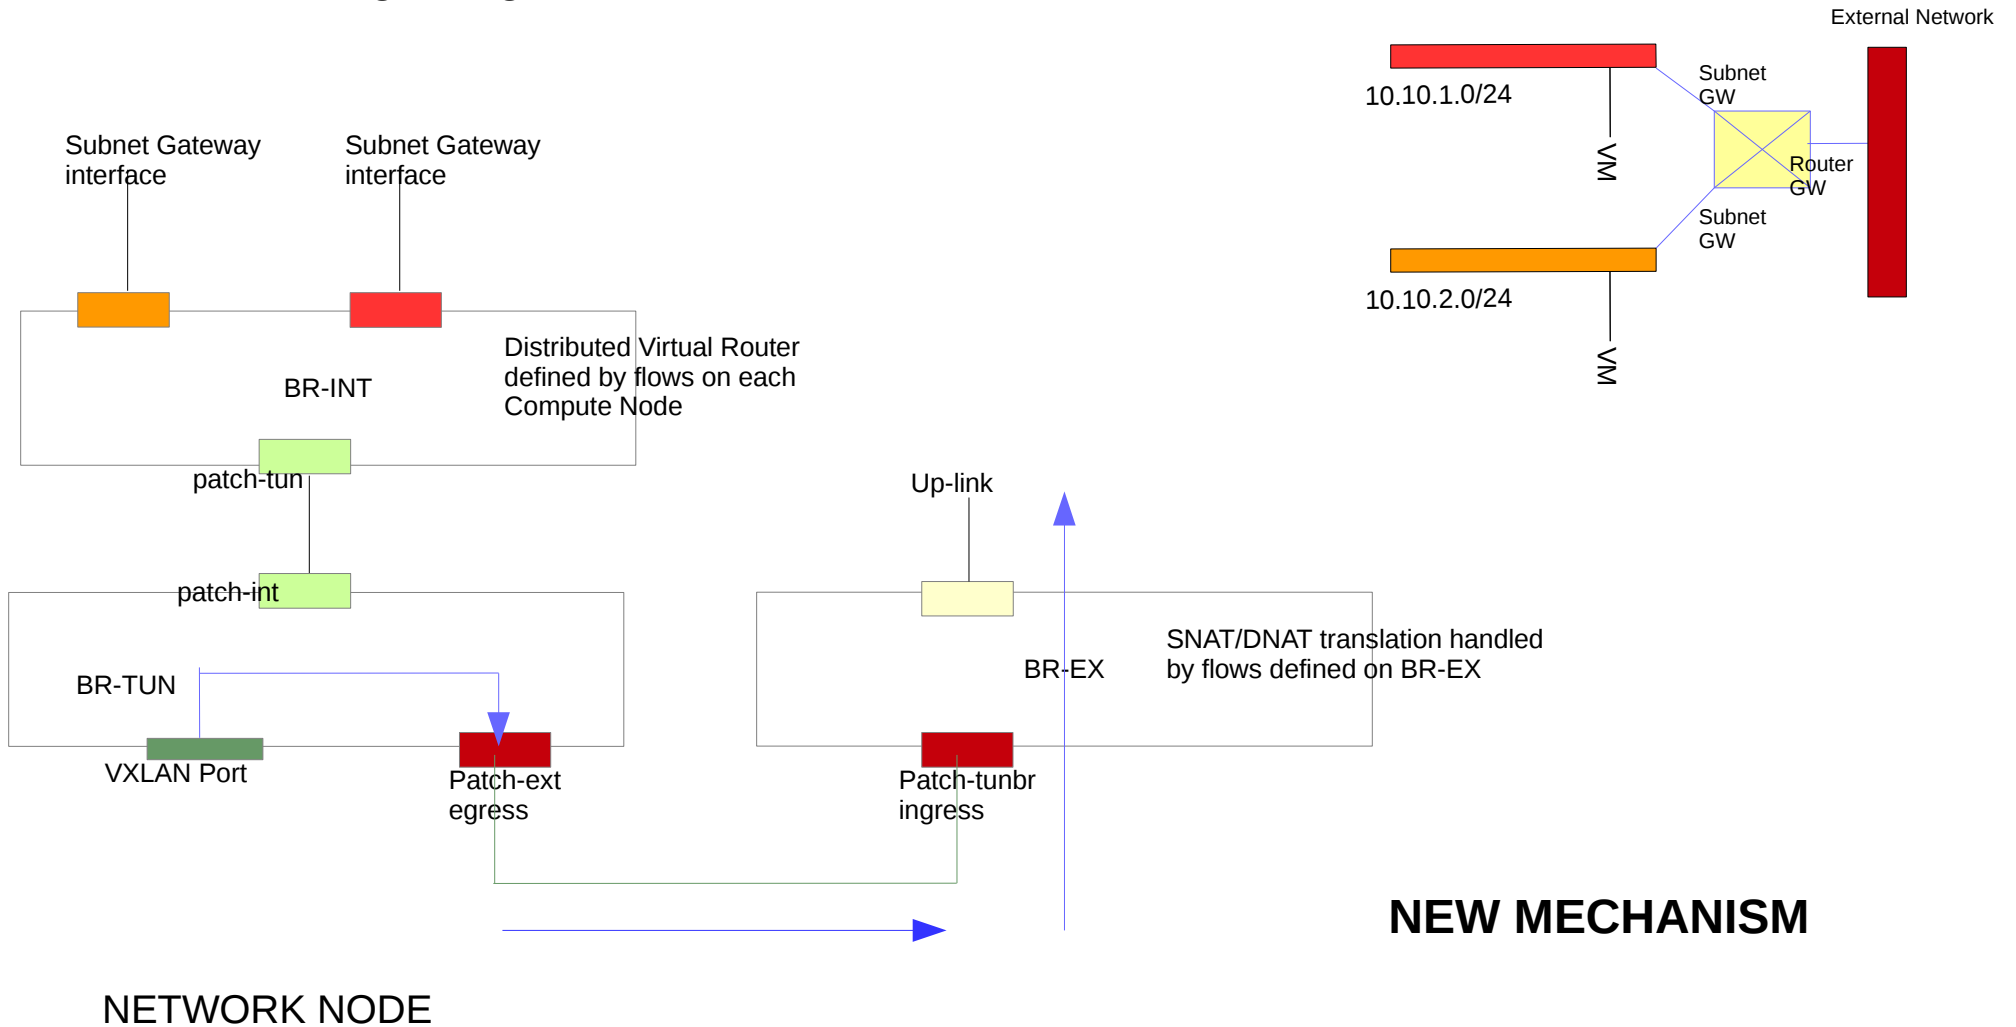 External Network
Subnet
GW
10.10.1.0/24
VM
Router
GW
Subnet
GW
10.10.2.0/24
VM
Subnet Gateway
interface
Subnet Gateway
interface
Distributed Virtual Router
defined by flows on each
Compute Node
BR-INT
patch-tun
Up-link
patch-int
BR-TUN
BR-EX
SNAT/DNAT translation handled
by flows defined on BR-EX
VXLAN Port
Patch-ext
egress
Patch-tunbr
ingress
NEW MECHANISM
NETWORK NODE